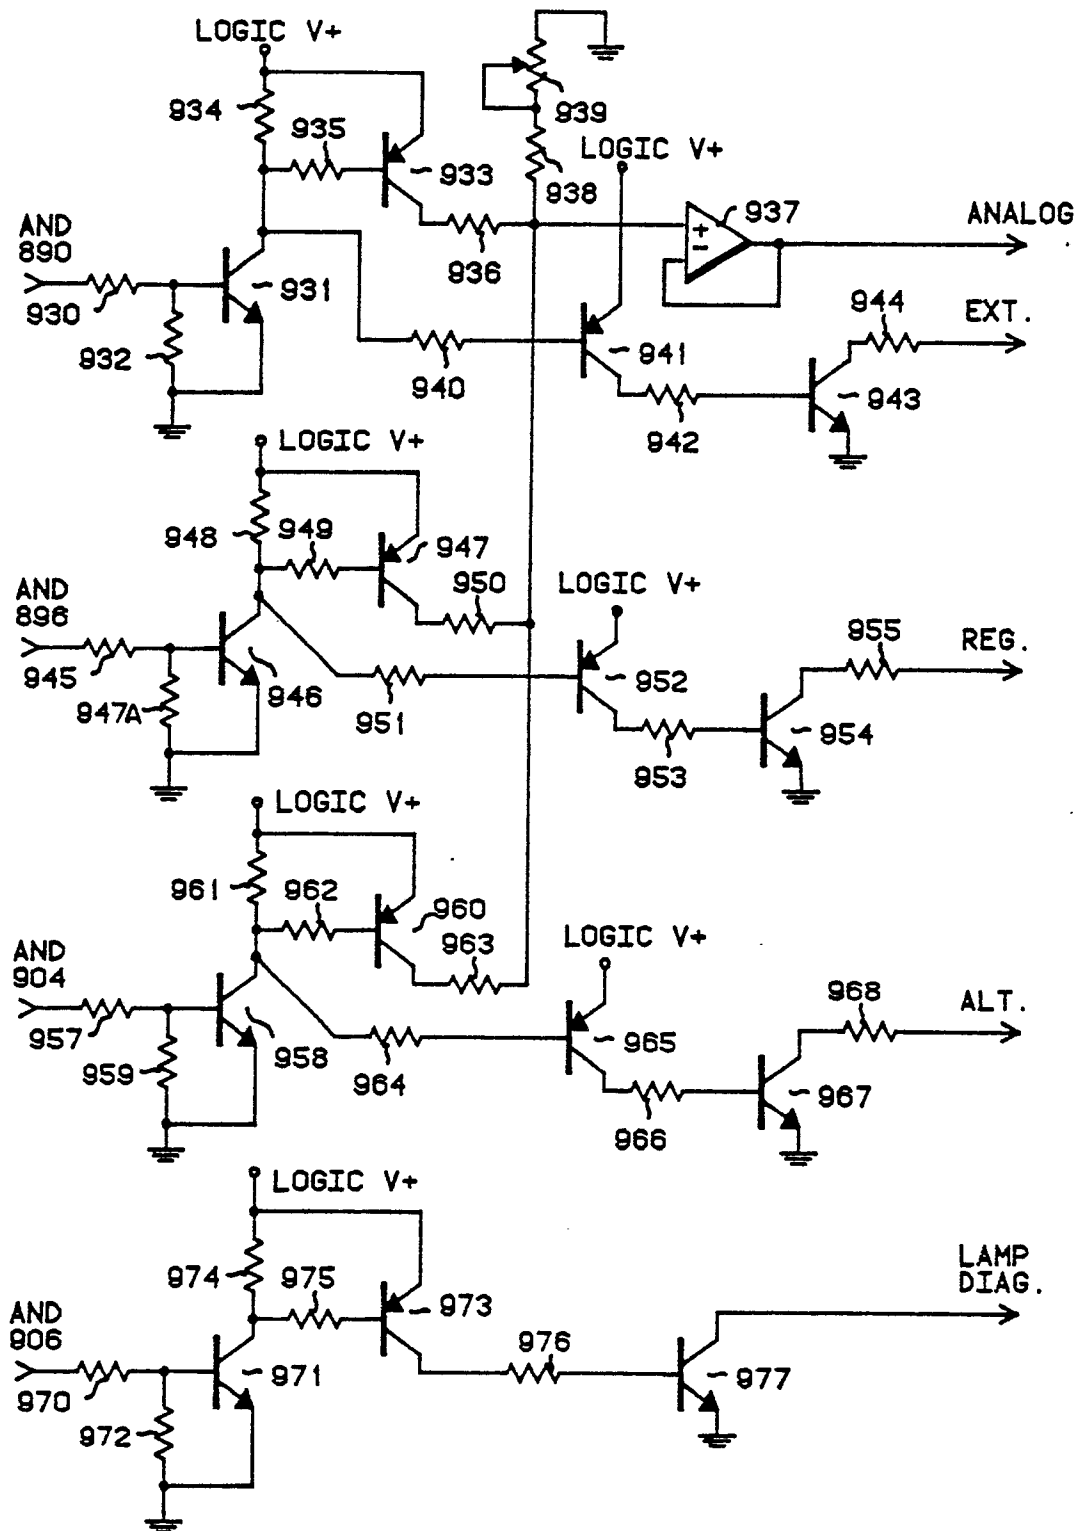 LOGIC V+
934
935
939
LOGIC V+
933
938
937
ANALOG
AND
890
936
931
930
944
EXT.
932
941
940
943
942
LOGIC V+
948
949
947
950
LOGIC V+
AND
896
955
REG.
945
946
952
947A
951
954
953
LOGIC V+
961
962
960
963
LOGIC V+
AND
904
968
ALT.
957
958
965
959
964
967
966
LOGIC V+
LAMP
DIAG.
974
975
973
AND
906
976
971
977
970
972